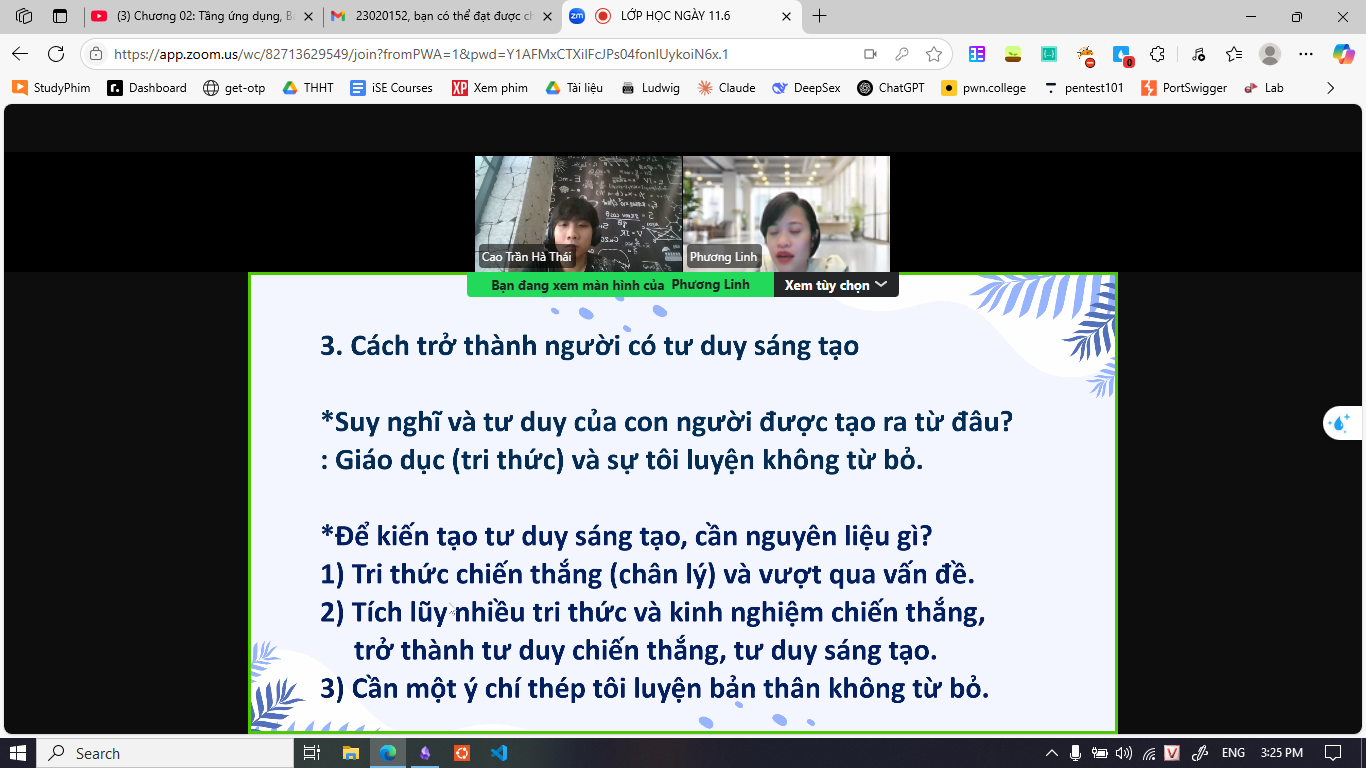 (3) Chương 02: Tầng ứng dụng, B
23020152, bạn có thể đạt được ch
zm
LỚP HỌC NGÀY 11.6
https://app.zoom.us/wc/82713629549/join?fromPWA=1&pwd=Y1AFMxCTXilFcJPs04fonlUykoiN6x.1
0
StudyPhim
Dashboard
get-otp
THHT
iSE Courses
XP Xem phim
Tài liệu
Ludwig
Claude
DeepSex
ChatGPT
pwn.college
pentest101
PortSwigger
Lab
Cao Trần Hà Thái
Phương Linh
Bạn đang xem màn hình của Phương Linh
Xem tùy chọn
3. Cách trở thành người có tư duy sáng tạo
*Suy nghĩ và tư duy của con người được tạo ra từ đâu?
: Giáo dục (tri thức) và sự tôi luyện không từ bỏ.
*Để kiến tạo tư duy sáng tạo, cần nguyên liệu gì?
1) Tri thức chiến thắng (chân lý) và vượt qua vấn đề.
2) Tích lũy nhiều tri thức và kinh nghiệm chiến thắng,
trở thành tư duy chiến thắng, tư duy sáng tạo.
3) Cần một ý chí thép tôi luyện bản thân không từ bỏ.
Search
V
ENG
3:25 PM